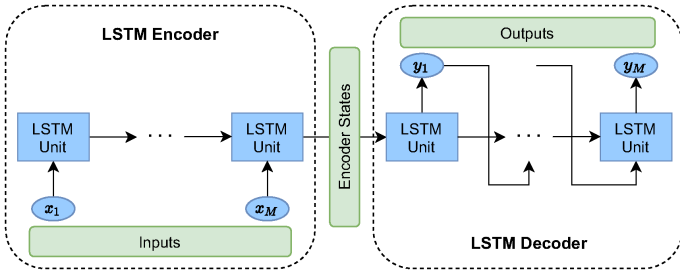 LSTM Encoder
LSTM
Unit
. . .
LSTM
Unit
x1
xM
Inputs
Encoder States
Outputs
y1
yM
LSTM
Unit
. . .
LSTM
Unit
LSTM Decoder